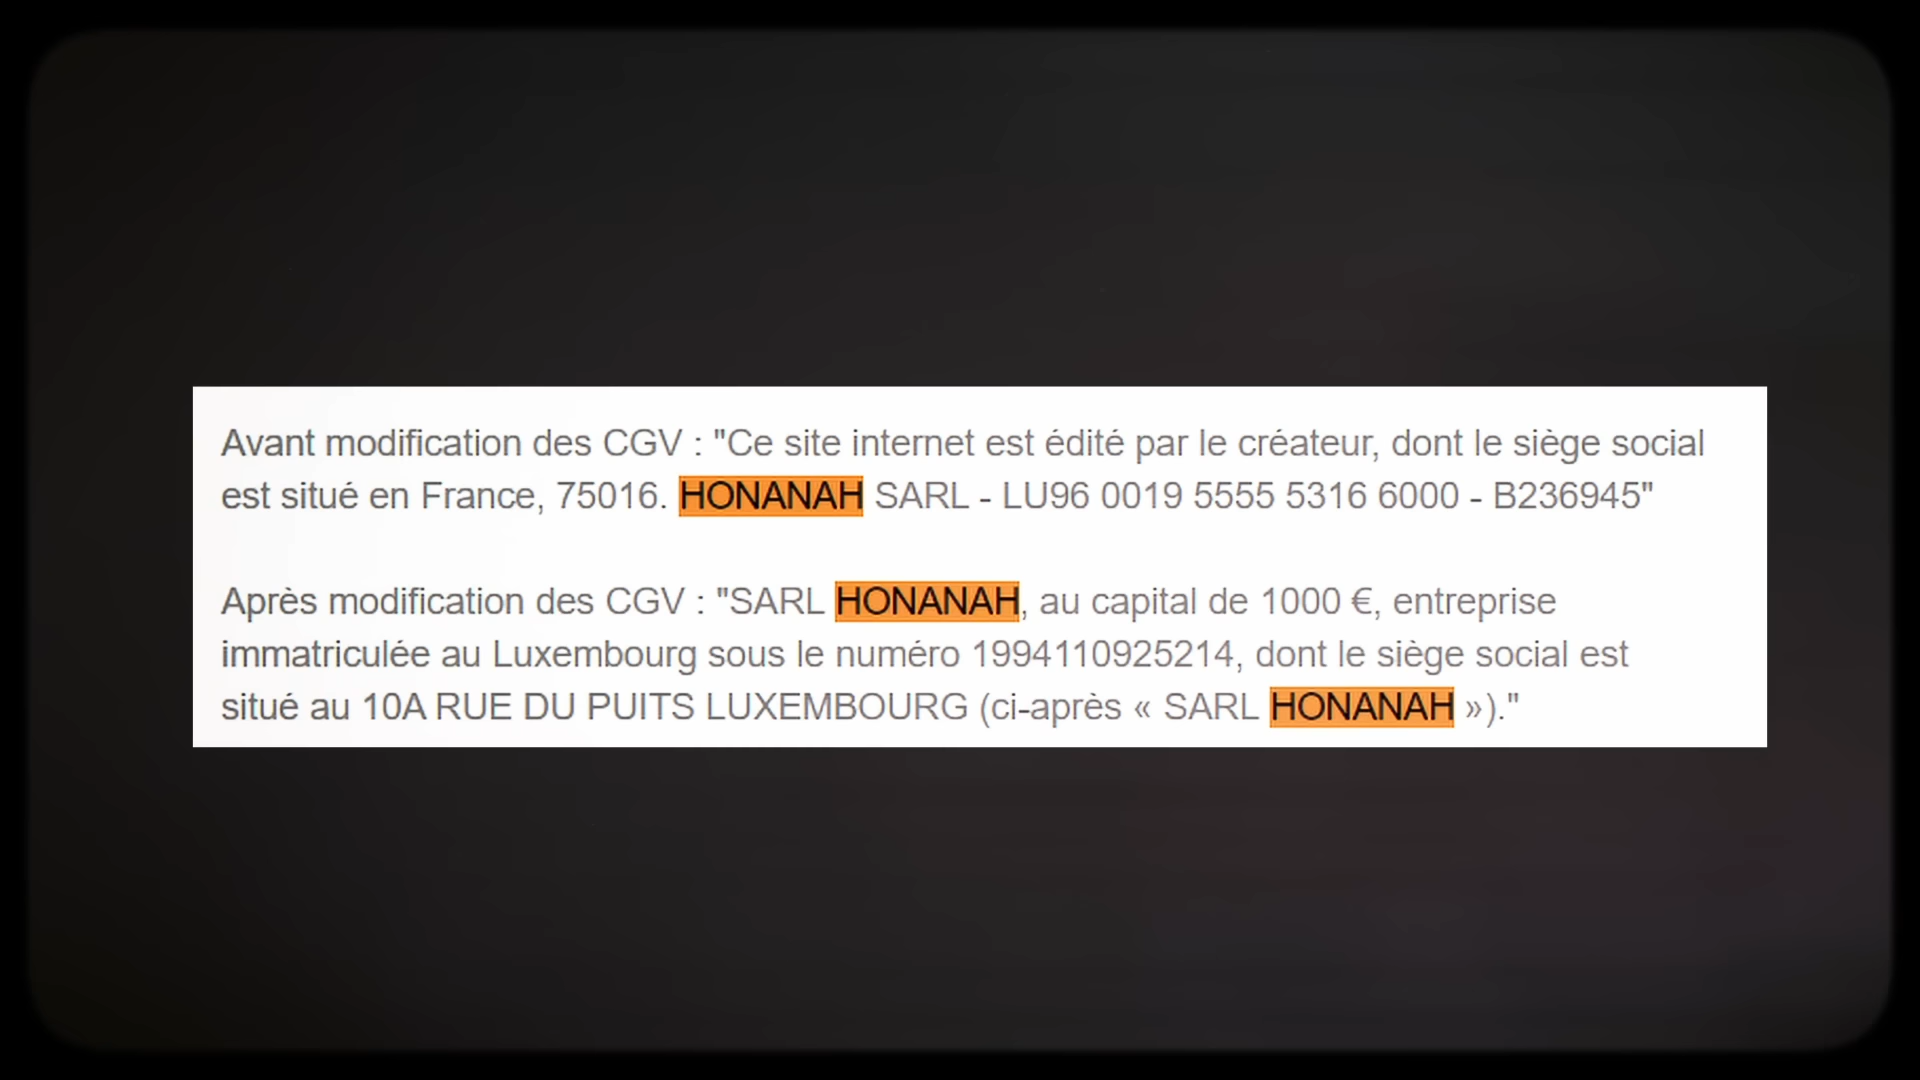 Avant modification des CGV : "Ce site internet est édité par le créateur, dont le siège social
est situé en France, 75016. HONANAH SARL - LU96 0019 5555 5316 6000 - B236945"
Après modification des CGV : "SARL HONANAH, au capital de 1000 €, entreprise
immatriculée au Luxembourg sous le numéro 1994110925214, dont le siège social est
situé au 10A RUE DU PUITS LUXEMBOURG (ci-après « SARL HONANAH »)."